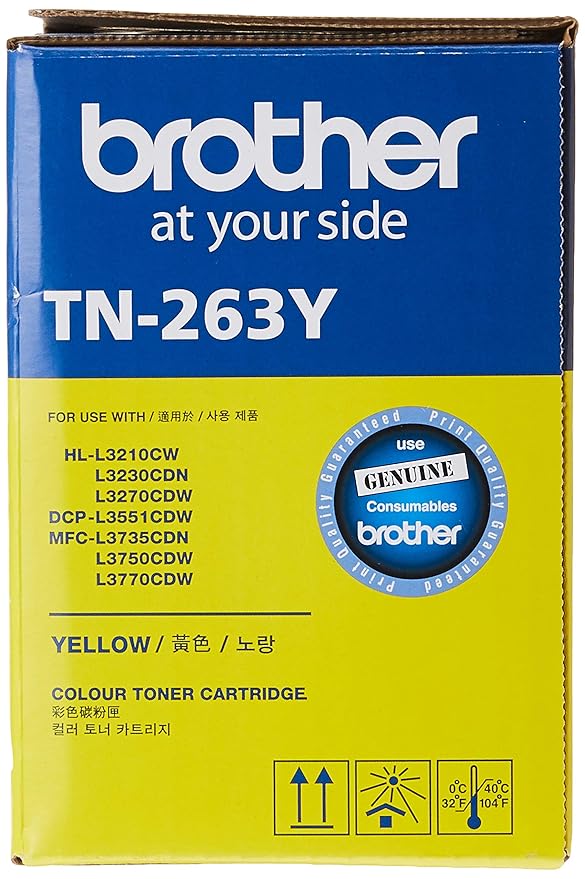 brother
at your side
TN-263Y
FOR USE WITH / 適用於 / 사용 제품
HL-L3210CW
L3230CDN
L3270CDW
DCP-L3551CDW
MFC-L3735CDN
L3750CDW
L3770CDW
Print Quality Guaranteed Print Quality Guaranteed
use
GENUINE
Consumables
brother
YELLOW / 黃色 / 노랑
COLOUR TONER CARTRIDGE
彩色碳粉匣
컬러 토너 카트리지
0°C 40°C
32°F 104°F